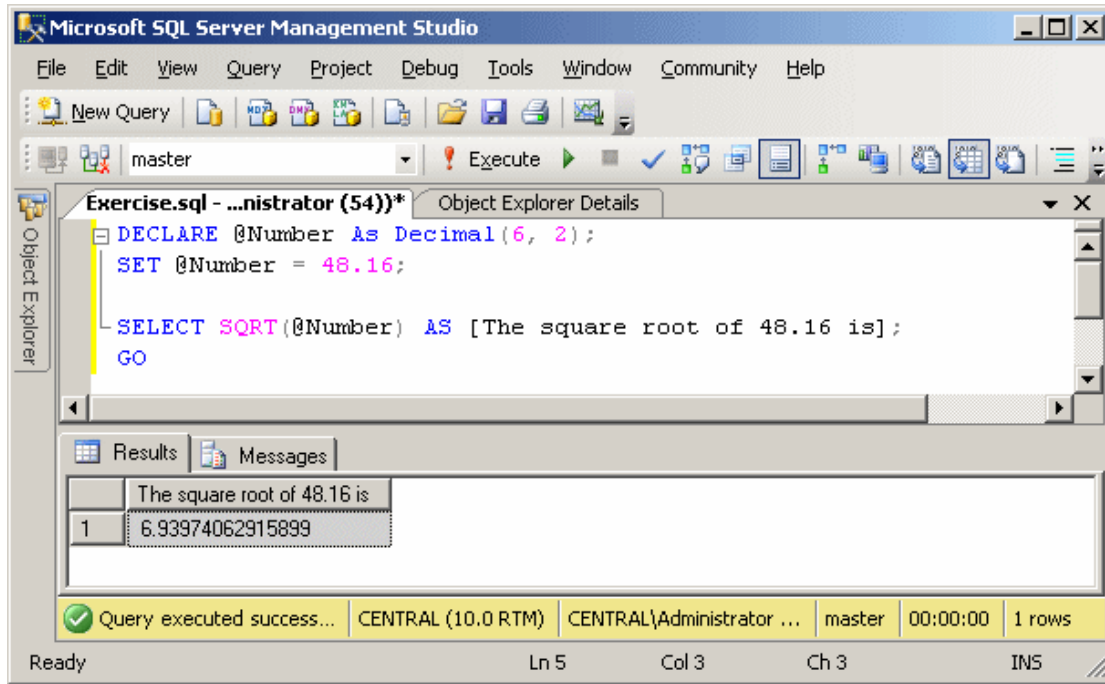 Microsoft SQL Server Management Studio
File Edit View Query Project Debug Tools Window Community Help
New Query
master Execute
Exercise.sql - ...nistrator (54))* Object Explorer Details
Object Explorer
DECLARE @Number As Decimal(6, 2);
SET @Number = 48.16;
SELECT SQRT(@Number) AS [The square root of 48.16 is];
GO
Results Messages
The square root of 48.16 is
1 6.93974062915899
Query executed success... CENTRAL (10.0 RTM) CENTRAL\Administrator ... master 00:00:00 1 rows
Ready Ln 5 Col 3 Ch 3 INS